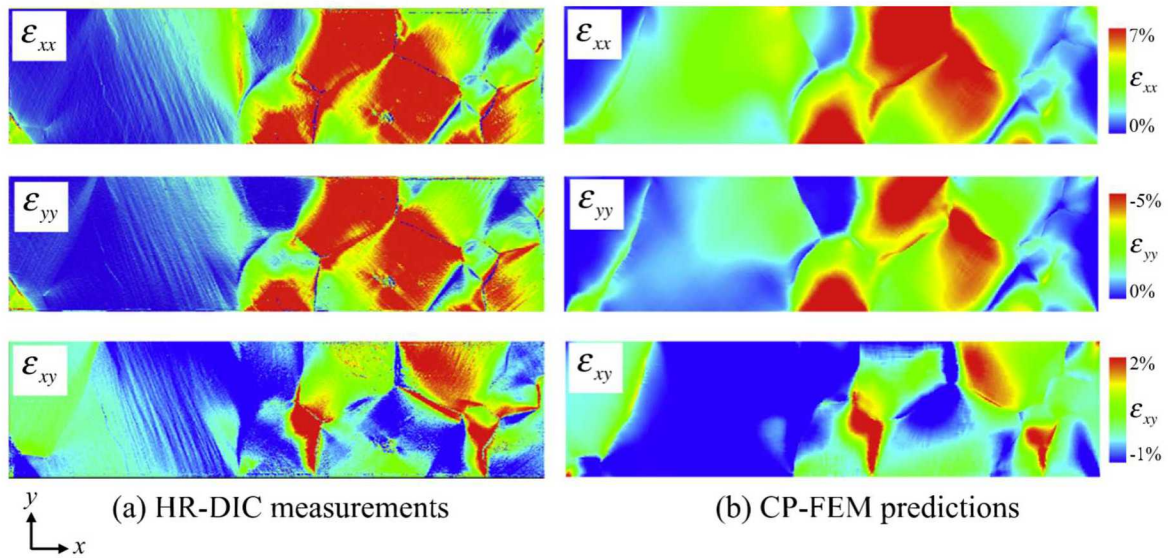 εxx
εxx
7%
εxx
0%
εyy
εyy
-5%
εyy
0%
εxy
εxy
2%
εxy
-1%
y
x
(a) HR-DIC measurements
(b) CP-FEM predictions